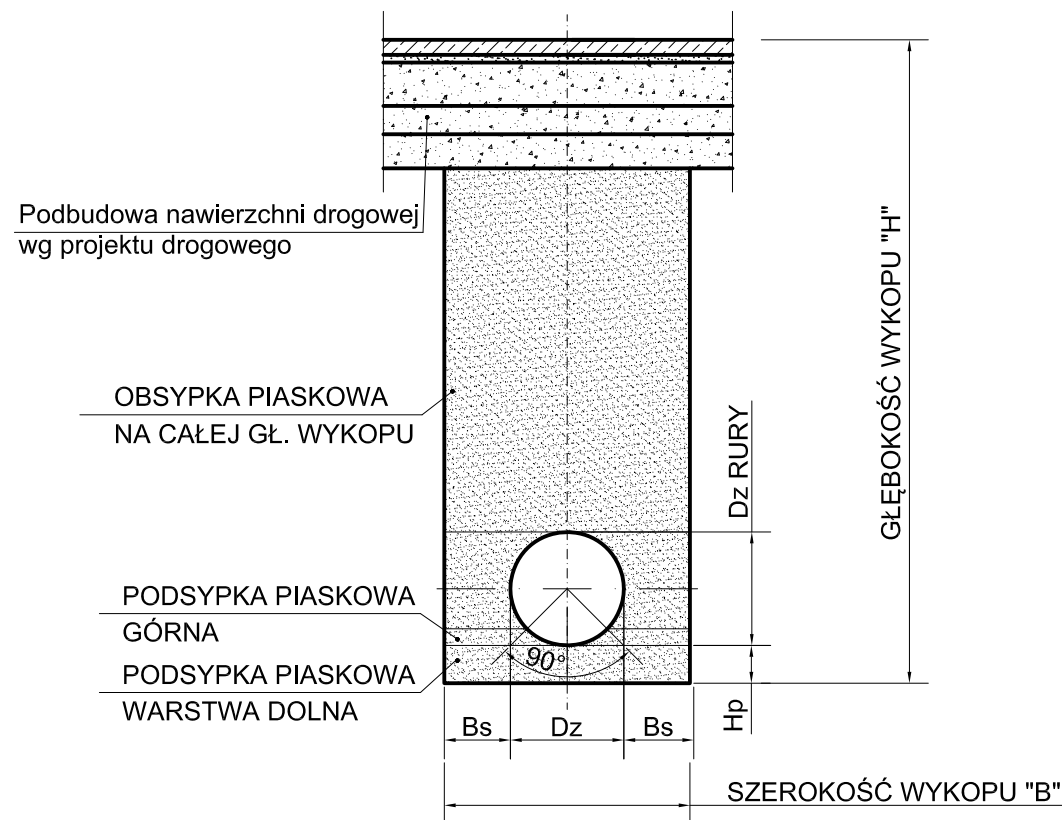 Podbudowa nawierzchni drogowej
wg projektu drogowego
OBSYPKA PIASKOWA
NA CAŁEJ GŁ. WYKOPU
PODSYPKA PIASKOWA
GÓRNA
PODSYPKA PIASKOWA
WARSTWA DOLNA
90°
Bs
Dz
Bs
Hp
Dz RURY
GŁĘBOKOŚĆ WYKOPU "H"
SZEROKOŚĆ WYKOPU "B"